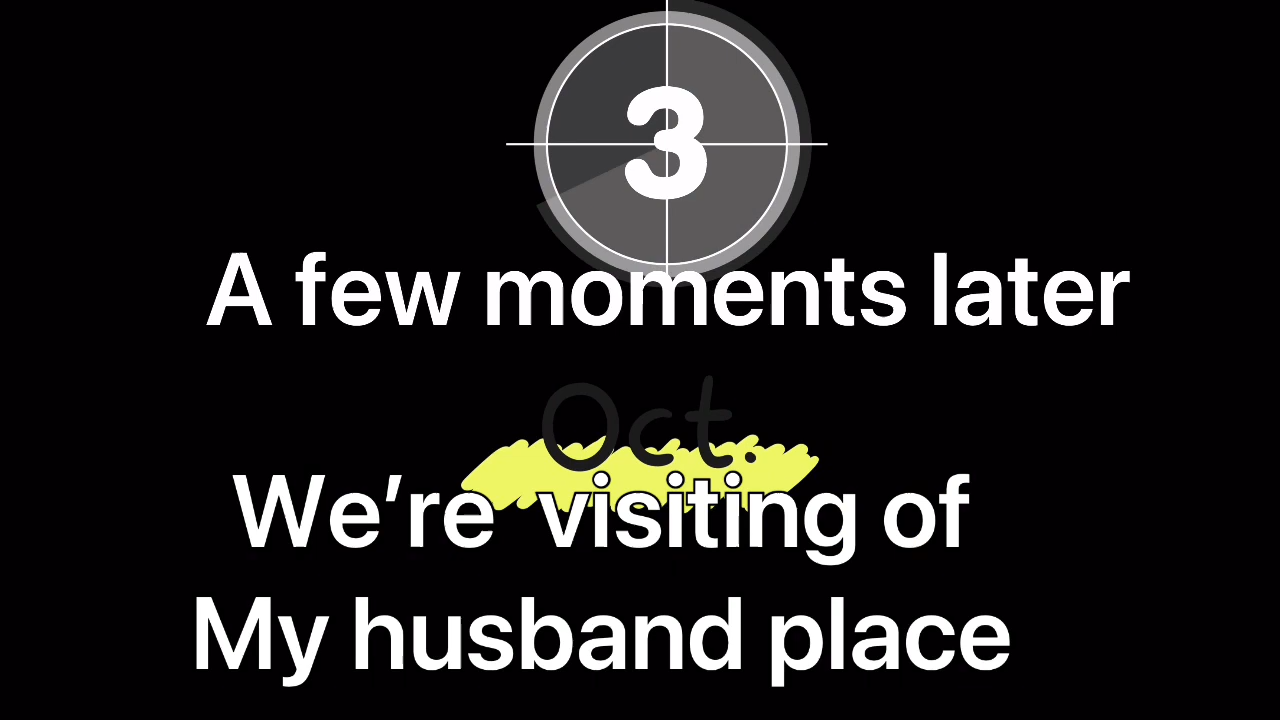 3
A few moments later
Oct.
We’re visiting of
My husband place